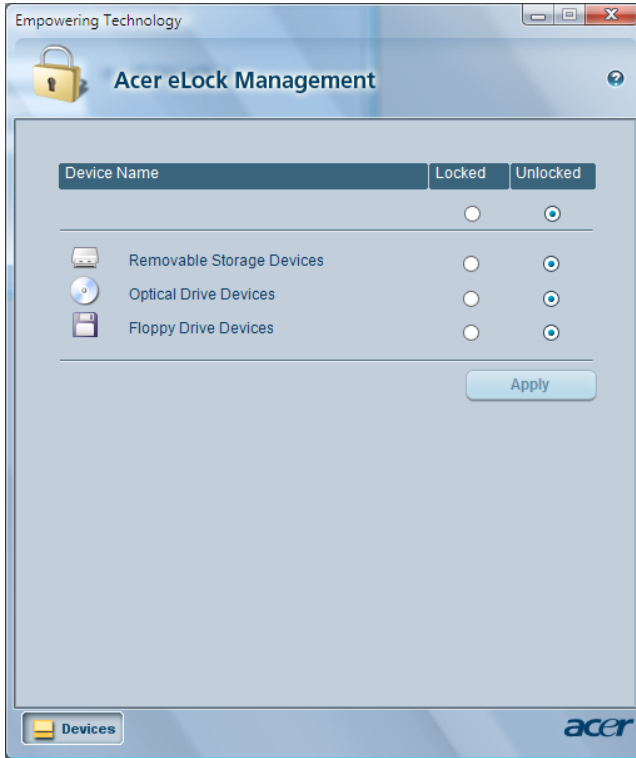 Empowering Technology
Acer eLock Management
Device Name Locked Unlocked
Removable Storage Devices
Optical Drive Devices
Floppy Drive Devices
Apply
Devices
acer